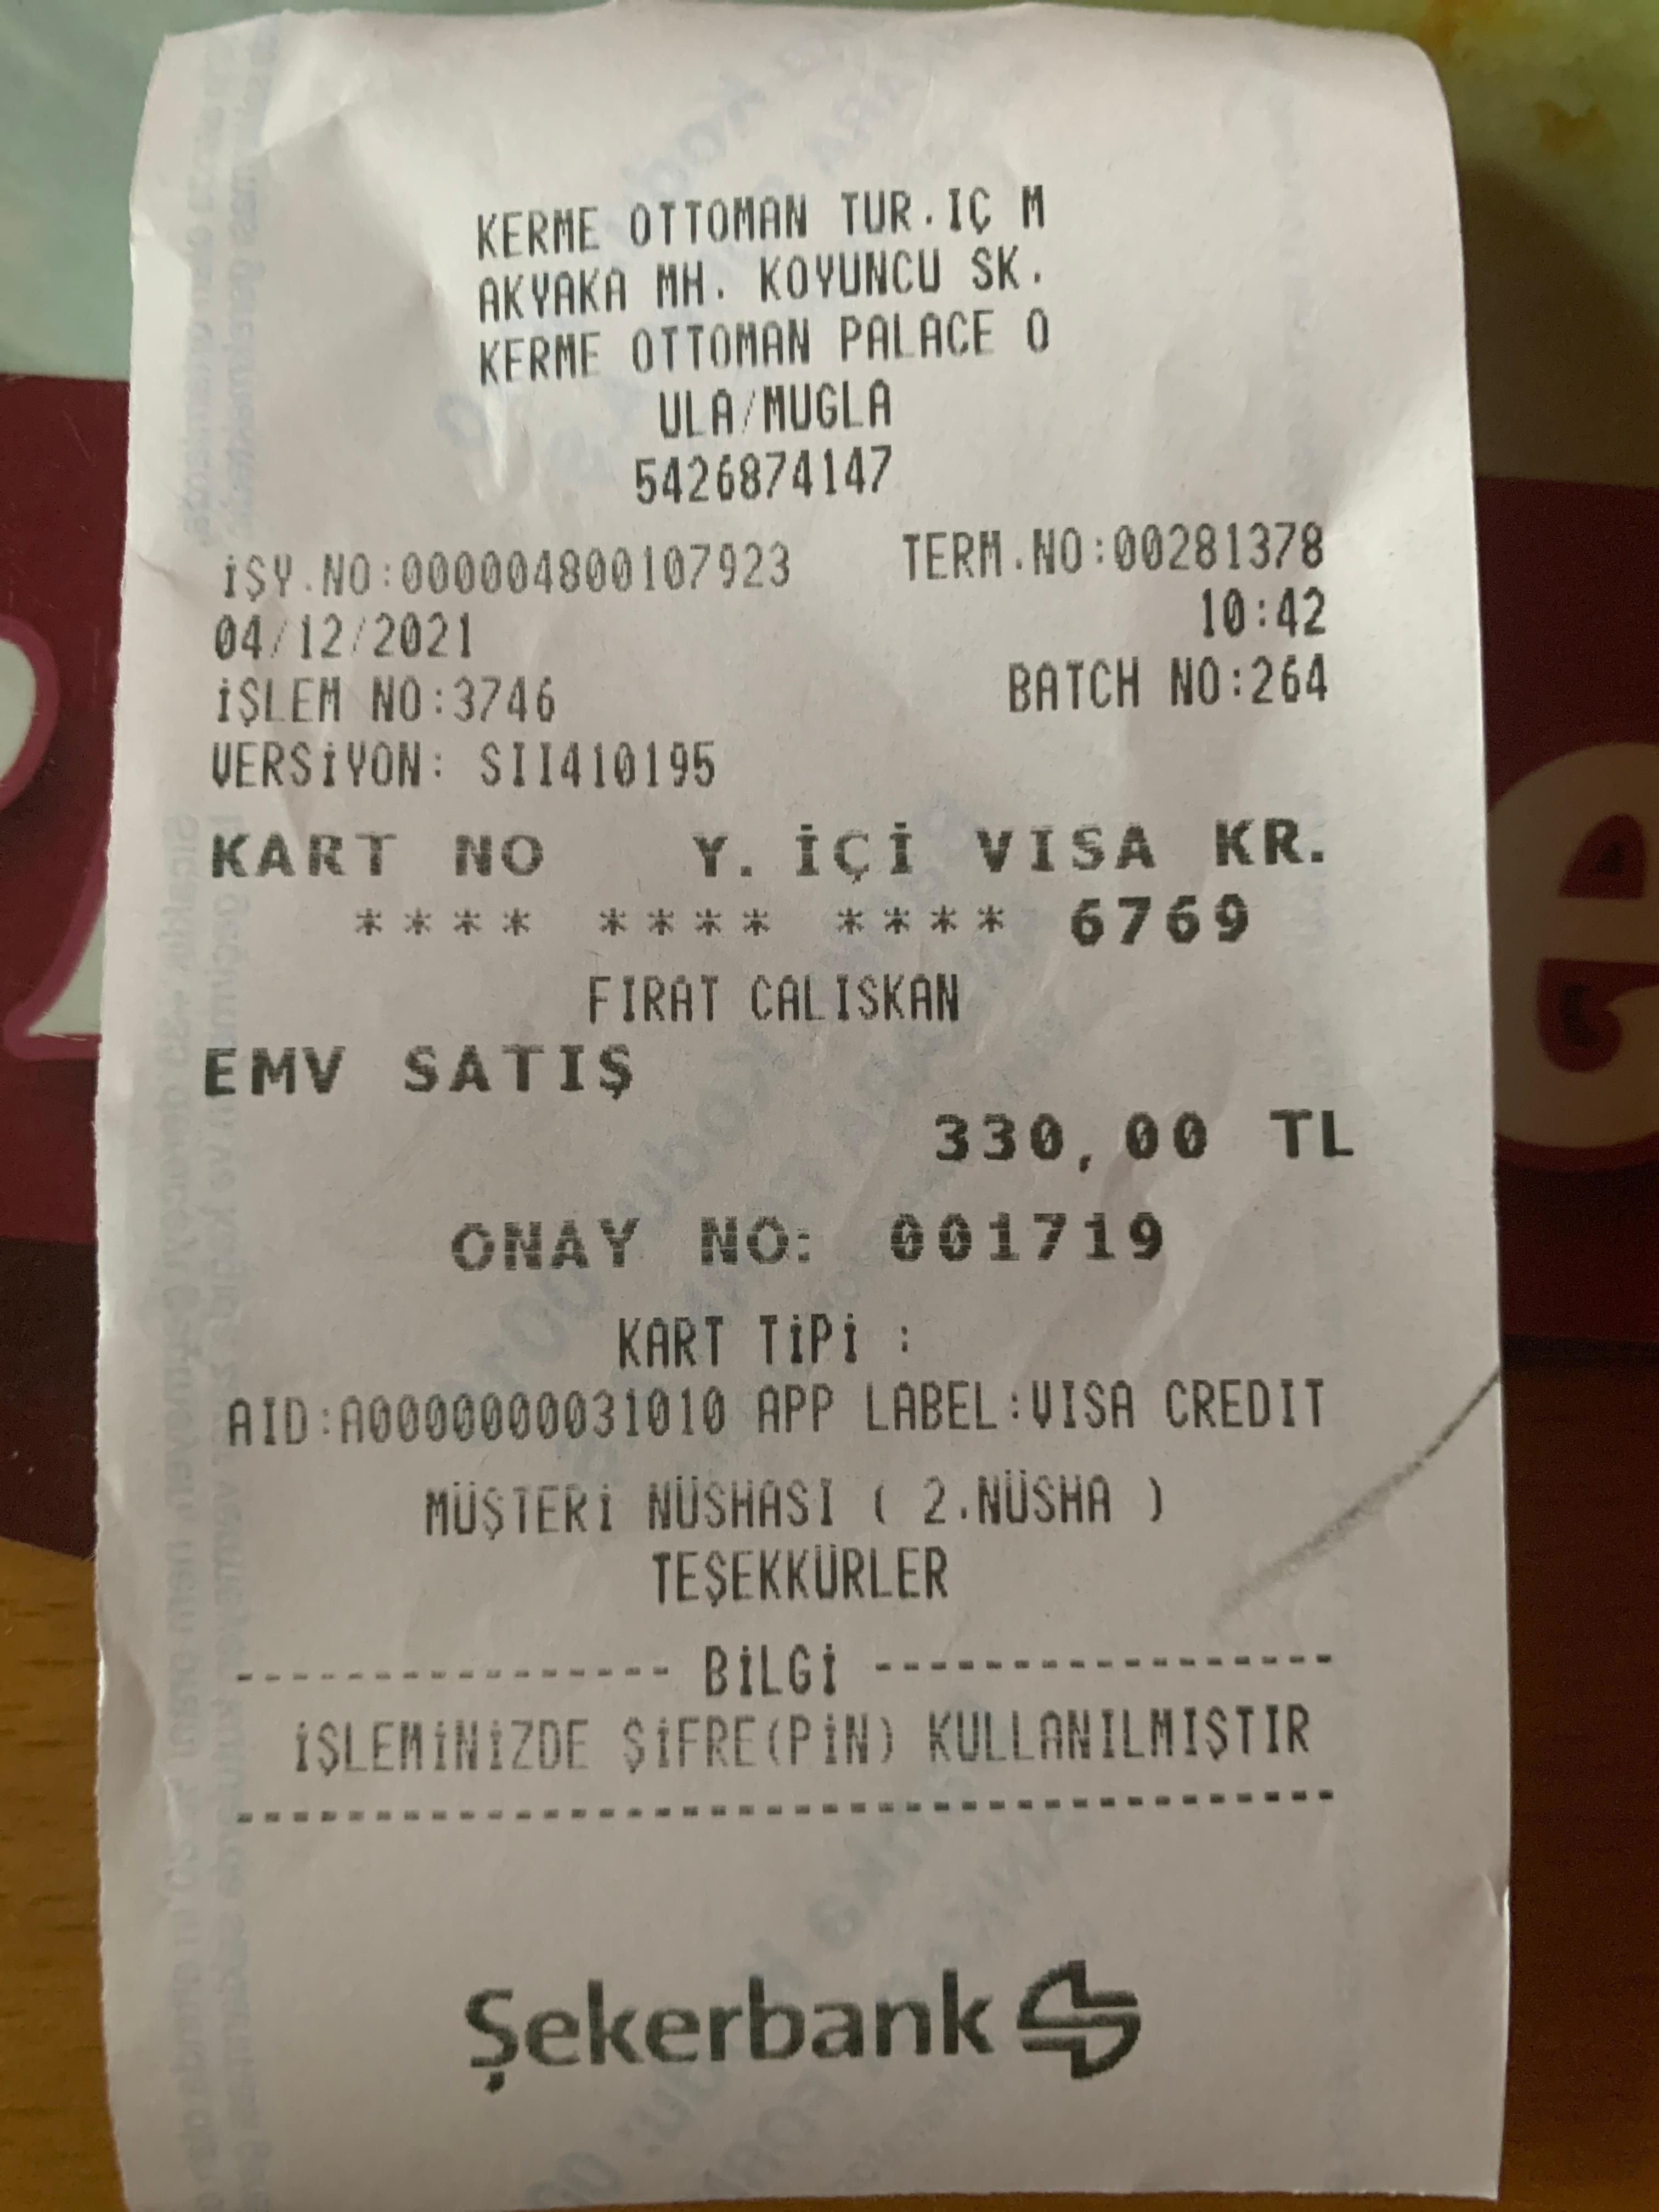 KERME OTTOMAN TUR.IÇ M
AKYAKA MH. KOYUNCU SK.
KERME OTTOMAN PALACE O
ULA/MUGLA
5426874147
İŞY.NO:000004800107923 TERM.NO:00281378
04/12/2021 10:42
İŞLEM NO:3746 BATCH NO:264
VERSİYON: SII410195
KART NO Y. İÇİ VISA KR.
**** **** **** 6769
FIRAT CALISKAN
EMV SATIŞ
330,00 TL
ONAY NO: 001719
KART TİPİ :
AID:A0000000031010 APP LABEL:VISA CREDIT
MÜŞTERİ NÜSHASI ( 2.NÜSHA )
TEŞEKKÜRLER
---------------- BİLGİ -----------------
İŞLEMİNİZDE ŞİFRE(PİN) KULLANILMIŞTIR
----------------------------------------
Şekerbank